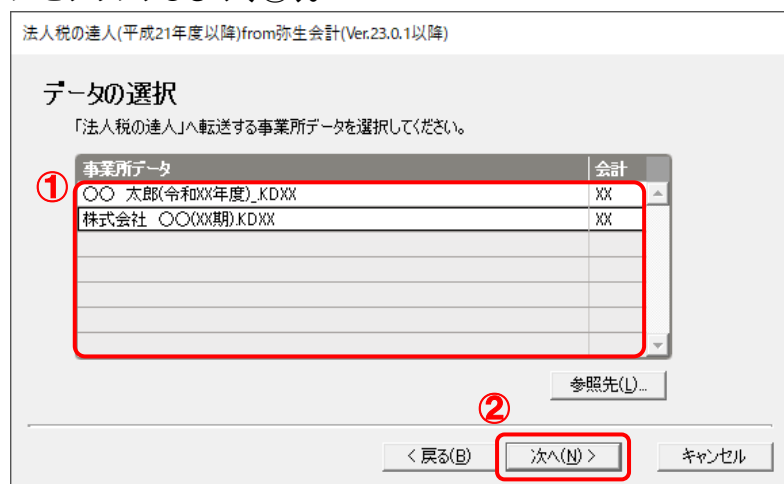 法人税の達人(平成21年度以降)from弥生会計(Ver.23.0.1以降)
データの選択
「法人税の達人」へ転送する事業所データを選択してください。
事業所データ 会計
① 〇〇 太郎(令和XX年度)_.KDXX XX
株式会社 〇〇(XX期).KDXX XX
参照先(L)...
②
< 戻る(B) 次へ(N) > キャンセル